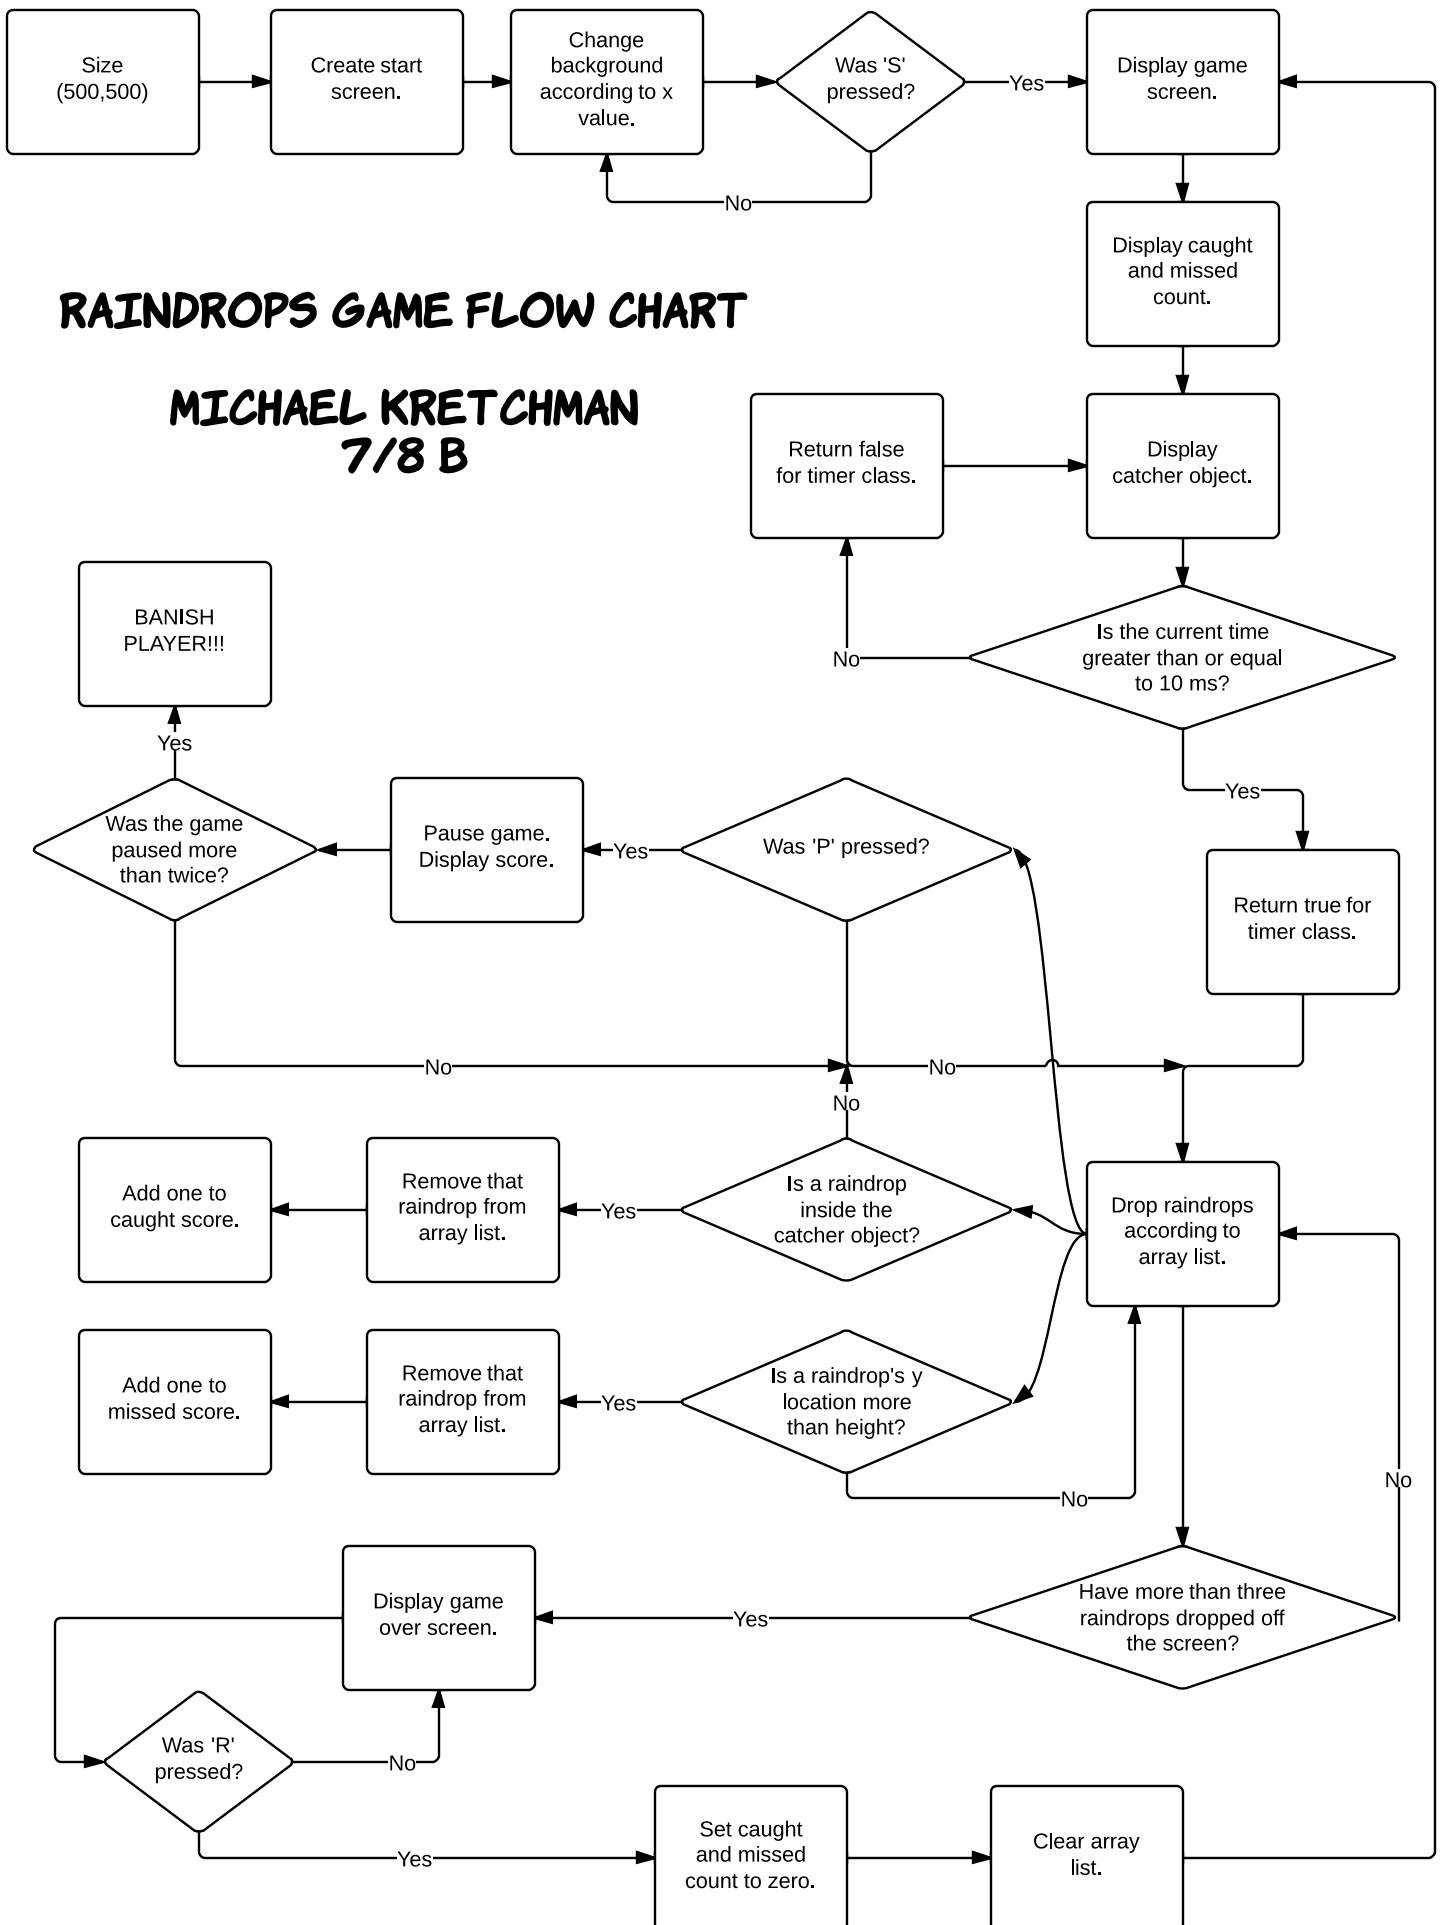 Size
(500,500)
Create start
screen.
Change
background
according to x
value.
Was 'S'
pressed?
Yes
No
Display game
screen.
Display caught
and missed
count.
RAINDROPS GAME FLOW CHART
MICHAEL KRETCHMAN
7/8 B
Return false
for timer class.
Display
catcher object.
Is the current time
greater than or equal
to 10 ms?
No
Yes
BANISH
PLAYER!!!
Yes
Was the game
paused more
than twice?
Pause game.
Display score.
Yes
Was 'P' pressed?
Return true for
timer class.
No
No
No
Add one to
caught score.
Remove that
raindrop from
array list.
Yes
Is a raindrop
inside the
catcher object?
Drop raindrops
according to
array list.
Add one to
missed score.
Remove that
raindrop from
array list.
Yes
Is a raindrop's y
location more
than height?
No
No
Display game
over screen.
Yes
Have more than three
raindrops dropped off
the screen?
Was 'R'
pressed?
No
Yes
Set caught
and missed
count to zero.
Clear array
list.